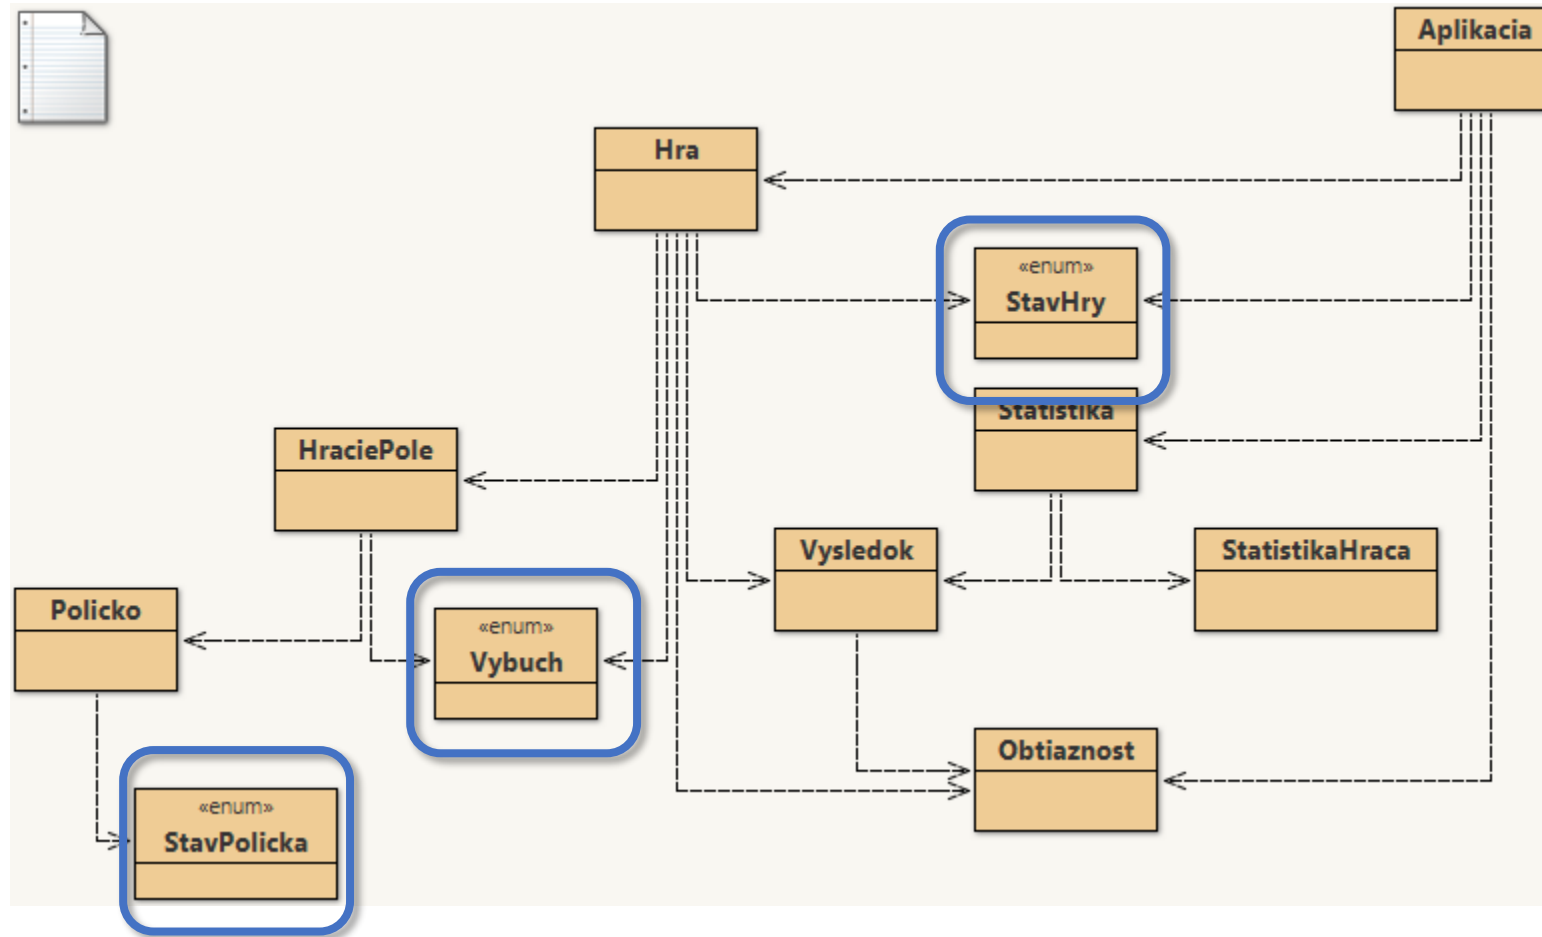 Aplikacia
Hra
«enum»
StavHry
Statistika
HraciePole
Vysledok
StatistikaHraca
Policko
«enum»
Vybuch
Obtiaznost
«enum»
StavPolicka